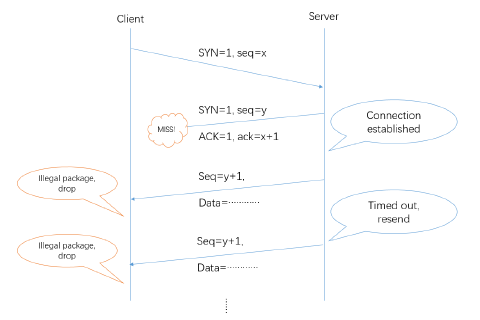 Client
Server
SYN=1, seq=x
SYN=1, seq=y
MISS!
ACK=1, ack=x+1
Connection
established
Seq=y+1,
Illegal package,
drop
Data=············
Timed out,
resend
Seq=y+1,
Illegal package,
drop
Data=············